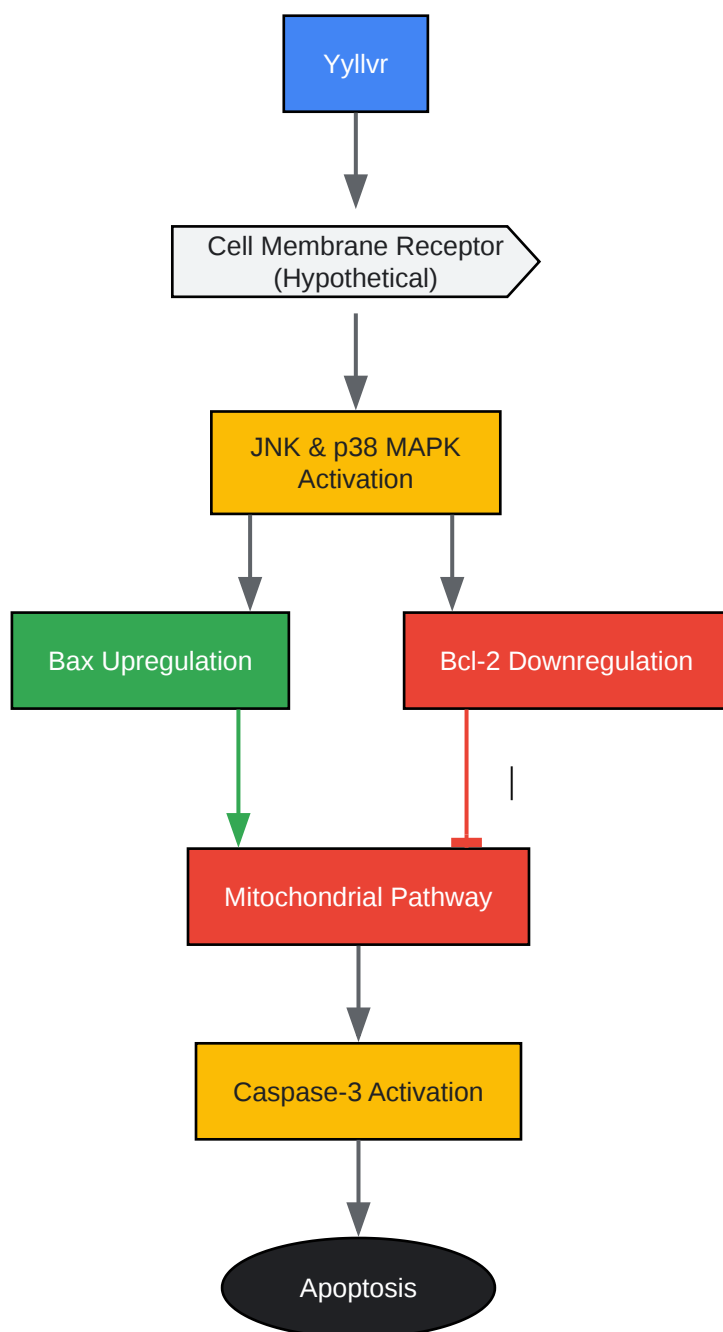 Yyllvr
Cell Membrane Receptor
(Hypothetical)
JNK & p38 MAPK
Activation
Bax Upregulation
Bcl-2 Downregulation
|
Mitochondrial Pathway
Caspase-3 Activation
Apoptosis